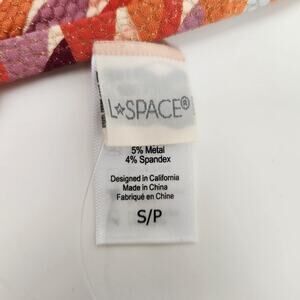 L*SPACE®
5% Metal
4% Spandex
Designed in California
Made in China
Fabriqué en Chine
S/P